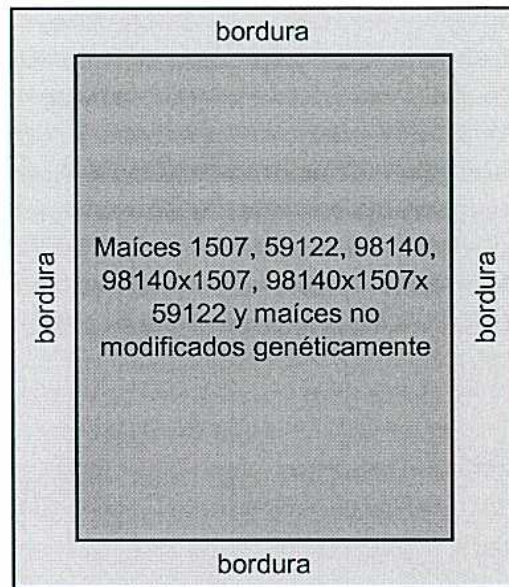 bordura
bordura
Maíces 1507, 59122, 98140,
98140x1507, 98140x1507x
59122 y maíces no
modificados genéticamente
bordura
bordura